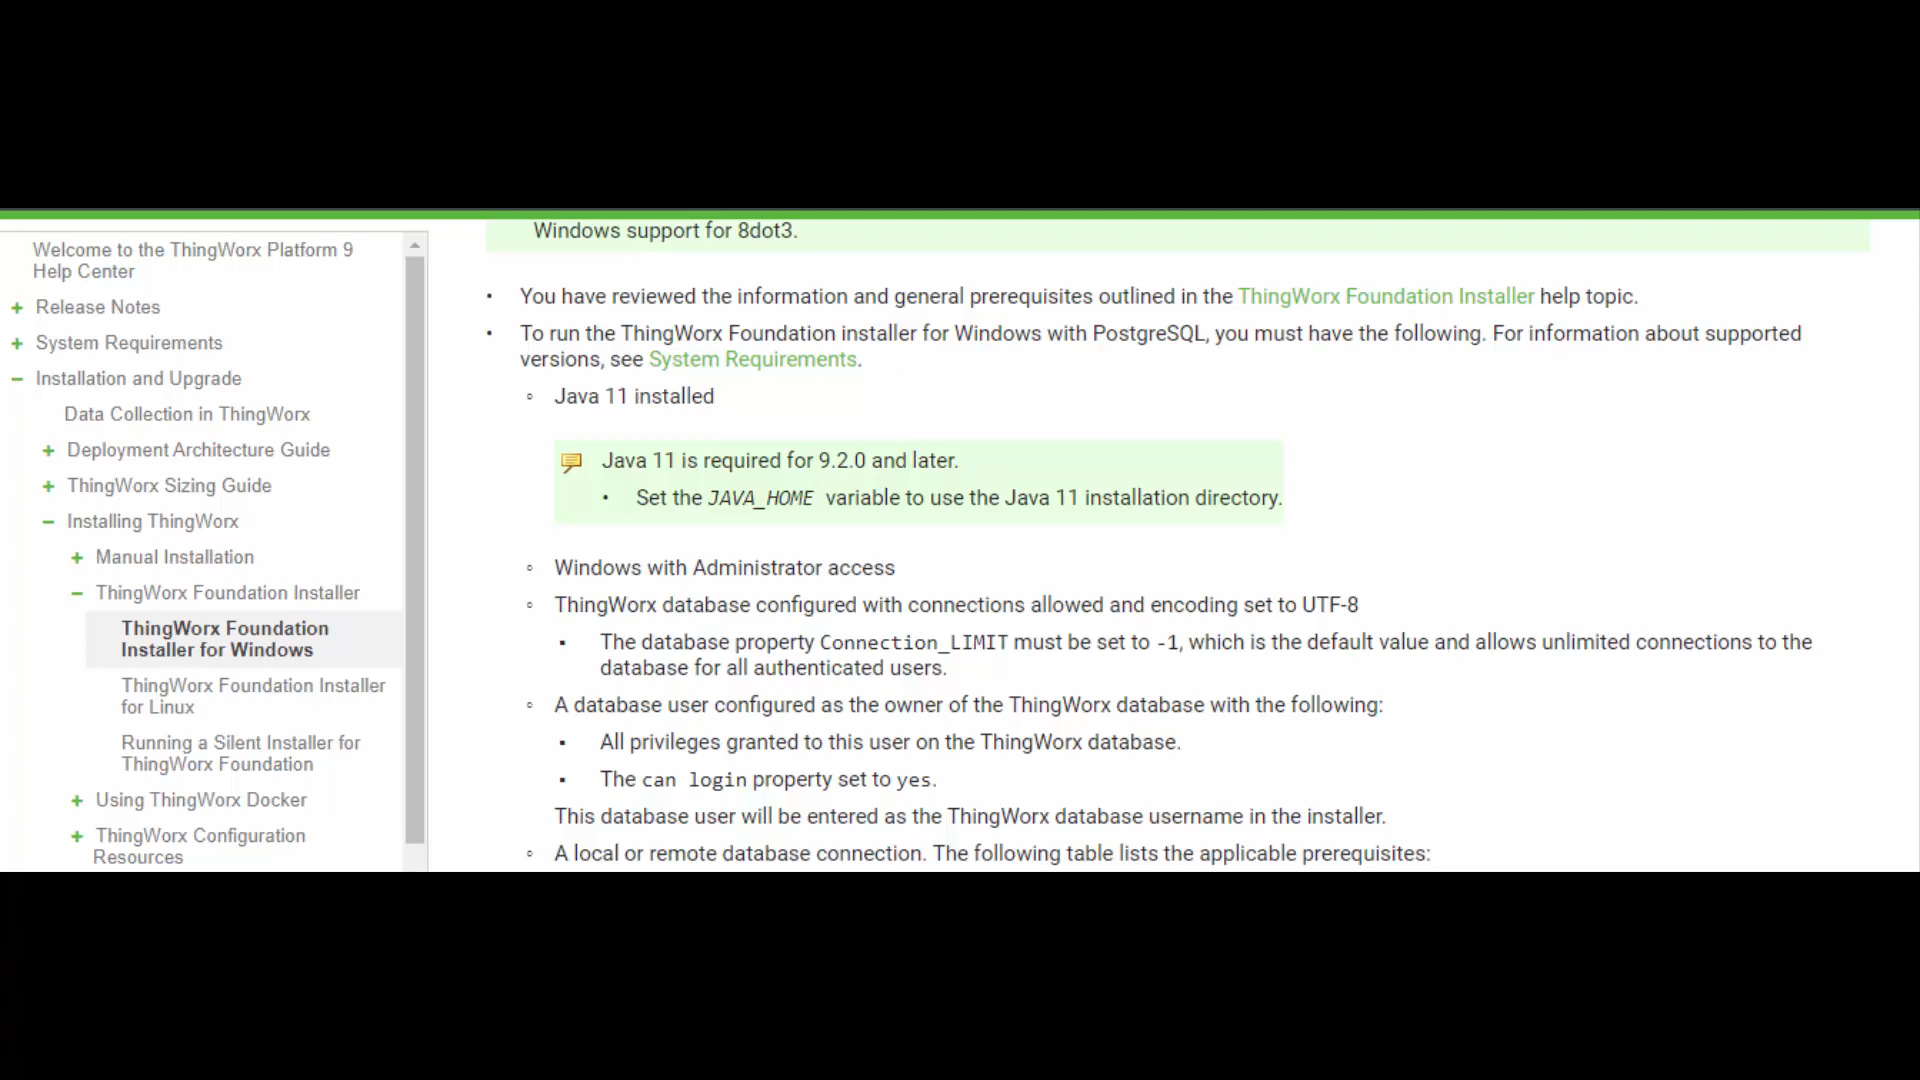 Welcome to the ThingWorx Platform 9
Help Center
+ Release Notes
+ System Requirements
− Installation and Upgrade
Data Collection in ThingWorx
+ Deployment Architecture Guide
+ ThingWorx Sizing Guide
− Installing ThingWorx
+ Manual Installation
− ThingWorx Foundation Installer
ThingWorx Foundation
Installer for Windows
ThingWorx Foundation Installer
for Linux
Running a Silent Installer for
ThingWorx Foundation
+ Using ThingWorx Docker
+ ThingWorx Configuration
Resources
Windows support for 8dot3.
• You have reviewed the information and general prerequisites outlined in the ThingWorx Foundation Installer help topic.
• To run the ThingWorx Foundation installer for Windows with PostgreSQL, you must have the following. For information about supported
versions, see System Requirements.
◦ Java 11 installed
Java 11 is required for 9.2.0 and later.
• Set the JAVA_HOME variable to use the Java 11 installation directory.
◦ Windows with Administrator access
◦ ThingWorx database configured with connections allowed and encoding set to UTF-8
▪ The database property Connection_LIMIT must be set to -1, which is the default value and allows unlimited connections to the
database for all authenticated users.
◦ A database user configured as the owner of the ThingWorx database with the following:
▪ All privileges granted to this user on the ThingWorx database.
▪ The can login property set to yes.
This database user will be entered as the ThingWorx database username in the installer.
◦ A local or remote database connection. The following table lists the applicable prerequisites: